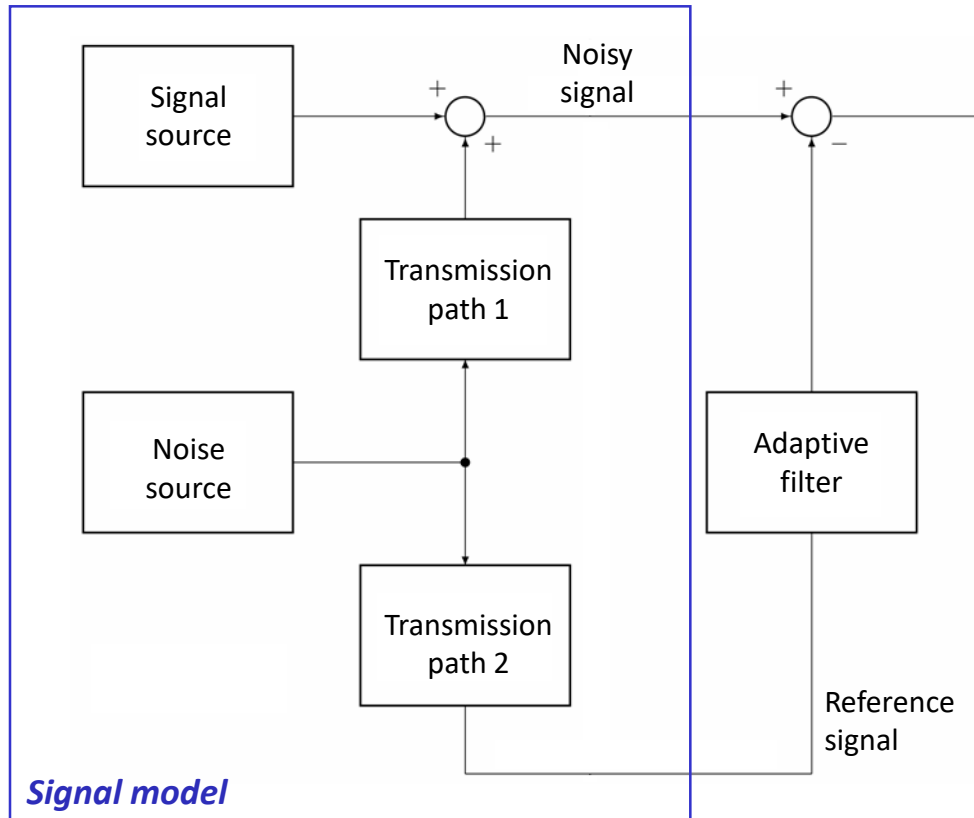 Signal
source
+
+
Noisy
signal
+
−
Transmission
path 1
Noise
source
Adaptive
filter
Transmission
path 2
Reference
signal
Signal model